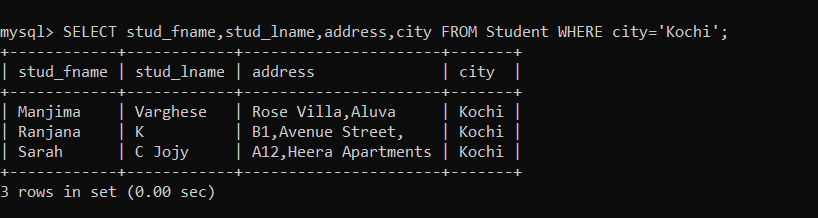 mysql> SELECT stud_fname,stud_lname,address,city FROM Student WHERE city='Kochi';
+------------+------------+----------------------+-------+
| stud_fname | stud_lname | address              | city  |
+------------+------------+----------------------+-------+
| Manjima    | Varghese   | Rose Villa,Aluva     | Kochi |
| Ranjana    | K          | B1,Avenue Street,    | Kochi |
| Sarah      | C Jojy     | A12,Heera Apartments | Kochi |
+------------+------------+----------------------+-------+
3 rows in set (0.00 sec)